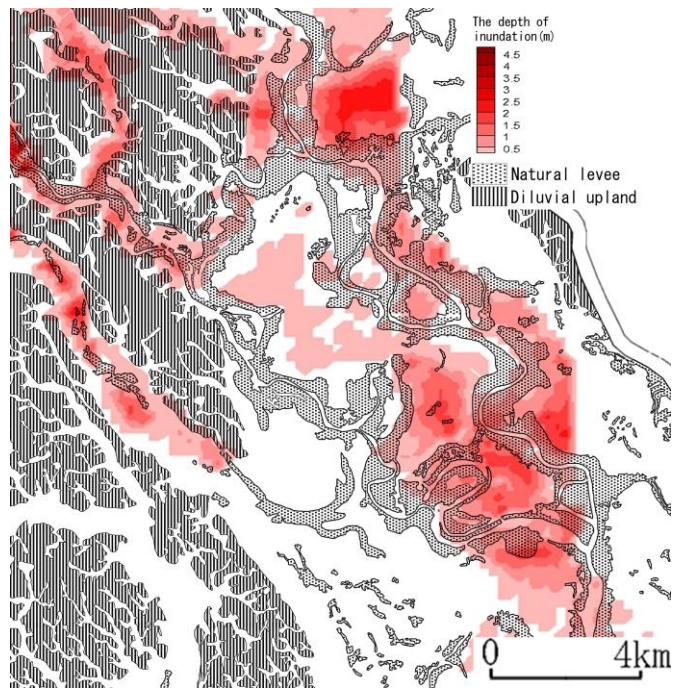 The depth of
inundation(m)
4.5
4
3.5
3
2.5
2
1.5
1
0.5
Natural levee
Diluvial upland
0 4km